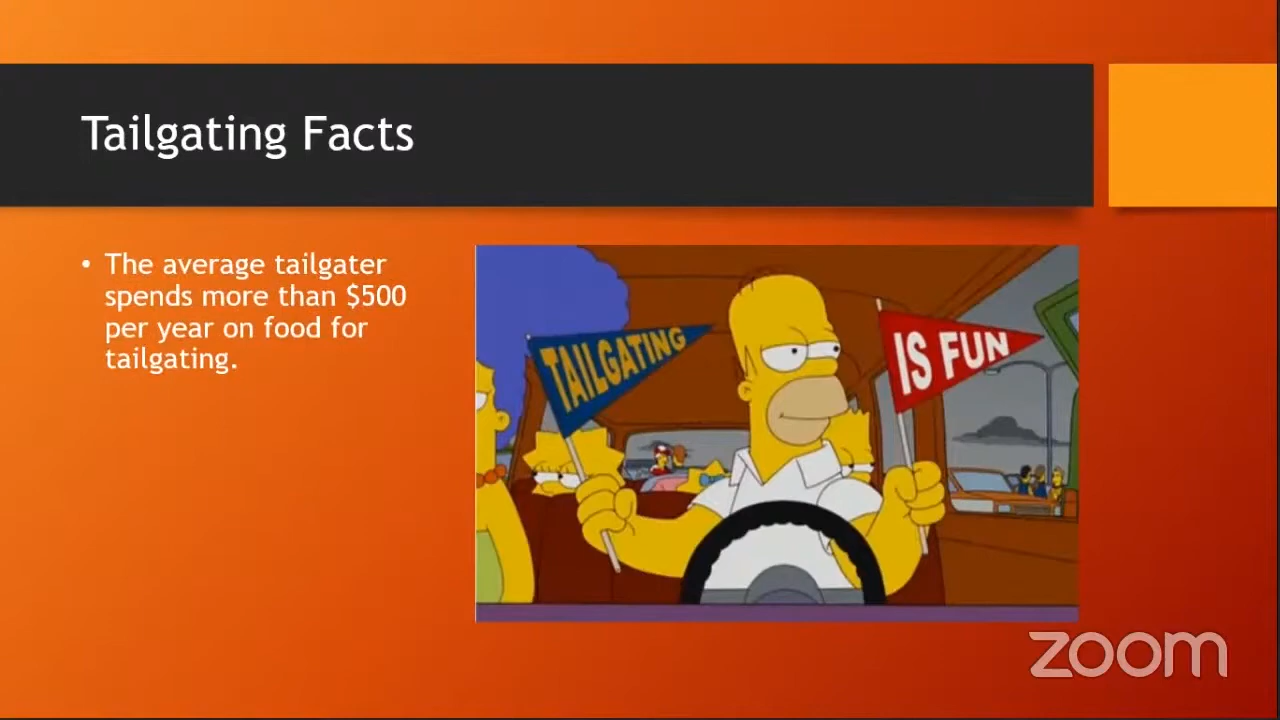 Tailgating Facts
• The average tailgater
spends more than $500
per year on food for
tailgating.
TAILGATING
IS FUN
zoom